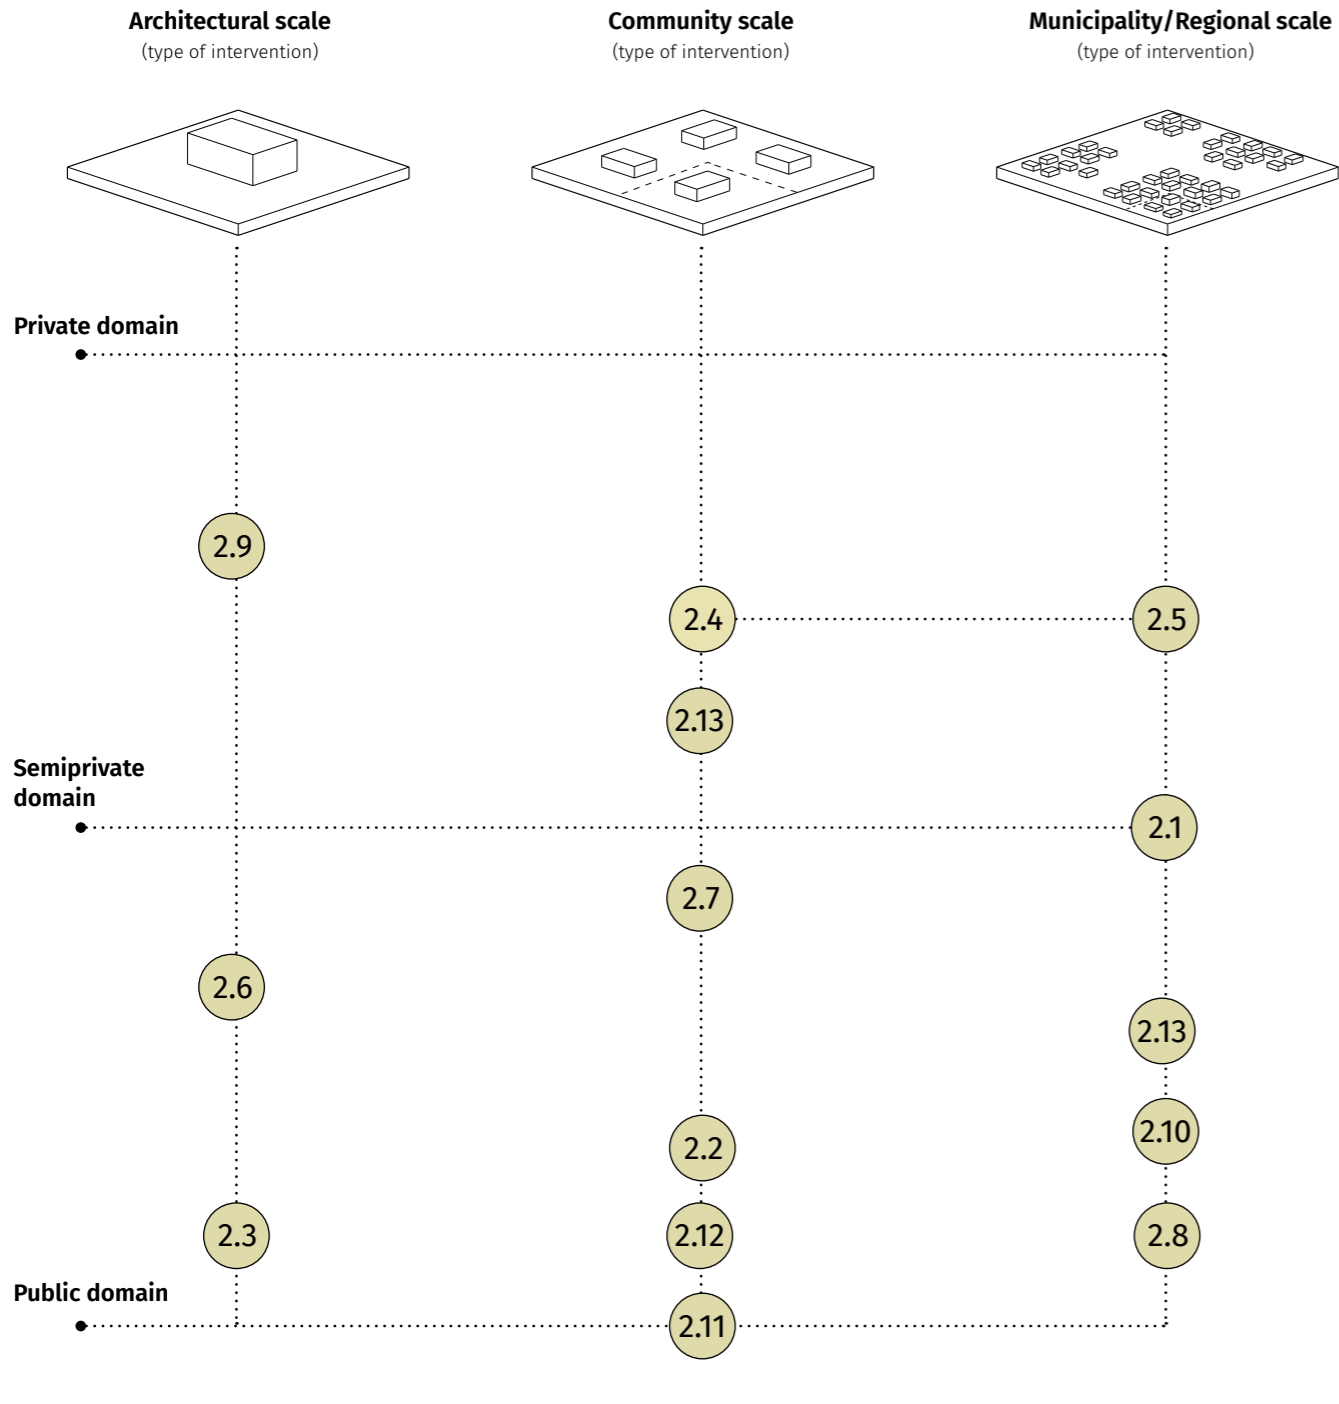 Architectural scale
(type of intervention)
Community scale
(type of intervention)
Municipality/Regional scale
(type of intervention)
Private domain
2.9
2.4
2.5
2.13
Semiprivate
domain
2.1
2.7
2.6
2.13
2.10
2.2
2.3
2.12
2.8
Public domain
2.11